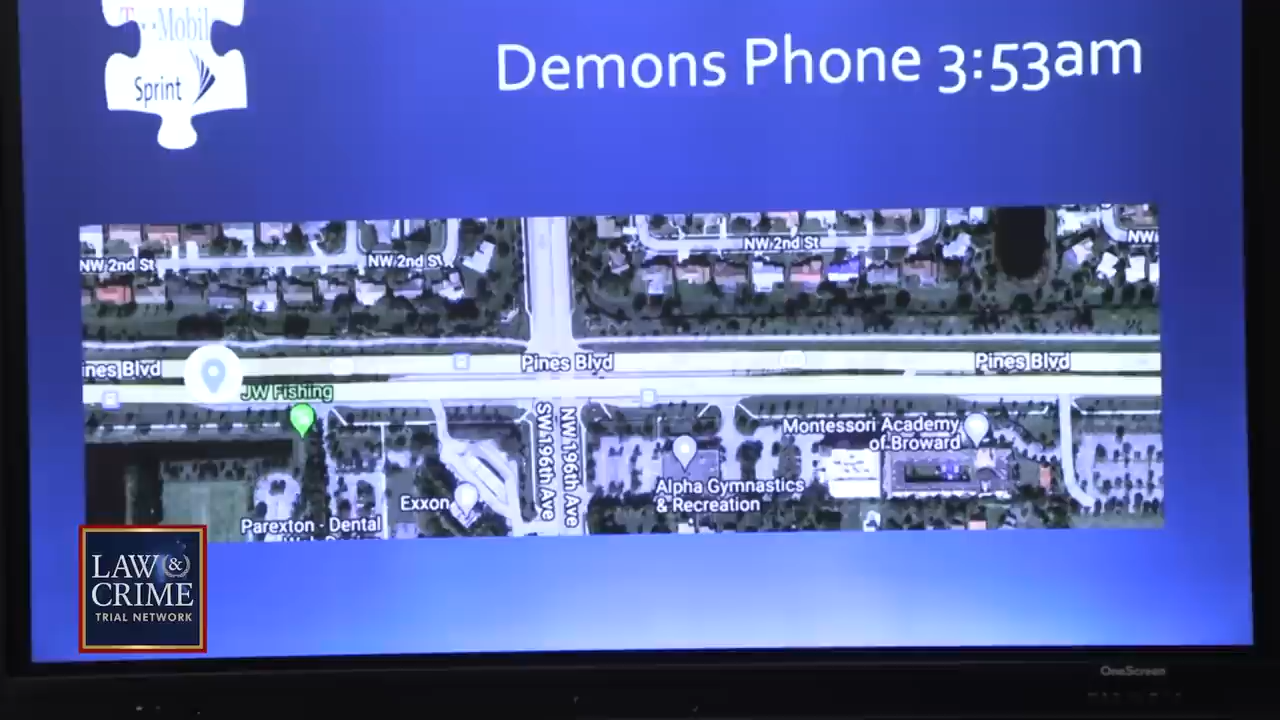 Mobil
Sprint
Demons Phone 3:53am
NW 2nd St
NW 2nd St
NW 2nd St
NW
ines Blvd
Pines Blvd
Pines Blvd
JW Fishing
SW 196th Ave
NW 196th Ave
Montessori Academy
of Broward
Exxon
Alpha Gymnastics
& Recreation
Parexton - Dental
LAW &
CRIME
TRIAL NETWORK
OneScreen